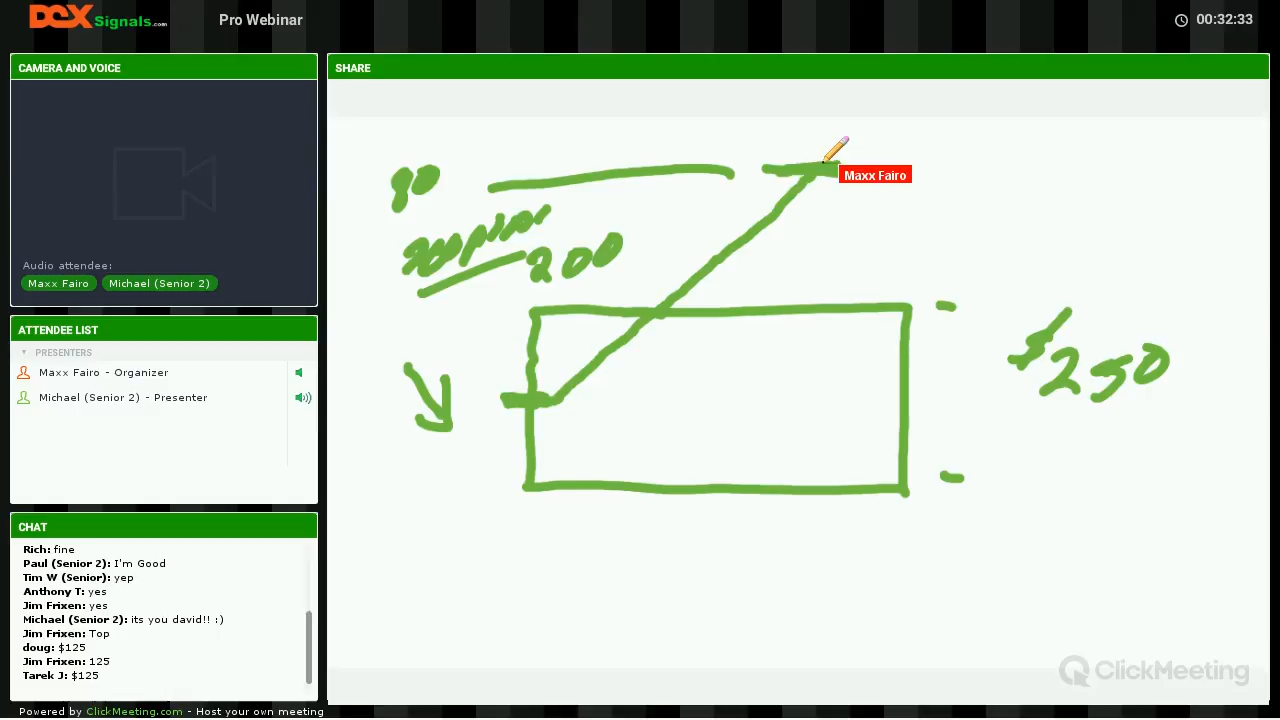 DCXSignals.com
Pro Webinar
00:32:33
CAMERA AND VOICE
Audio attendee:
Maxx Fairo
Michael (Senior 2)
ATTENDEE LIST
PRESENTERS
Maxx Fairo - Organizer
Michael (Senior 2) - Presenter
CHAT
Rich: fine
Paul (Senior 2): I'm Good
Tim W (Senior): yep
Anthony T: yes
Jim Frixen: yes
Michael (Senior 2): its you david!! :)
Jim Frixen: Top
doug: $125
Jim Frixen: 125
Tarek J: $125
Powered by ClickMeeting.com - Host your own meeting
SHARE
80
Maxx Fairo
200
$250
ClickMeeting